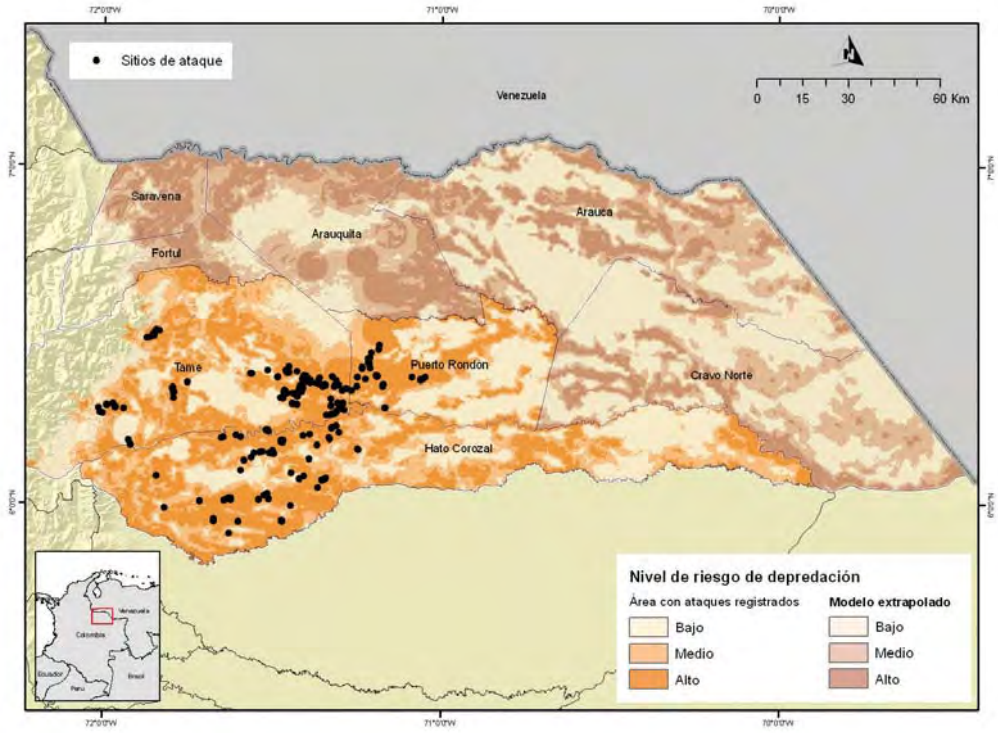 72°0'0"W
71°0'0"W
70°0'0"W
Sitios de ataque
N
Venezuela
0 15 30 60 Km
7°0'0"N
7°0'0"N
Saravena
Arauca
Arauquita
Fortul
Tame
Puerto Rondón
Cravo Norte
Hato Corozal
6°0'0"N
6°0'0"N
Nivel de riesgo de depredación
Área con ataques registrados
Modelo extrapolado
Bajo
Bajo
Medio
Medio
Alto
Alto
Venezuela
Colombia
Ecuador
Peru
Brazil
72°0'0"W
71°0'0"W
70°0'0"W